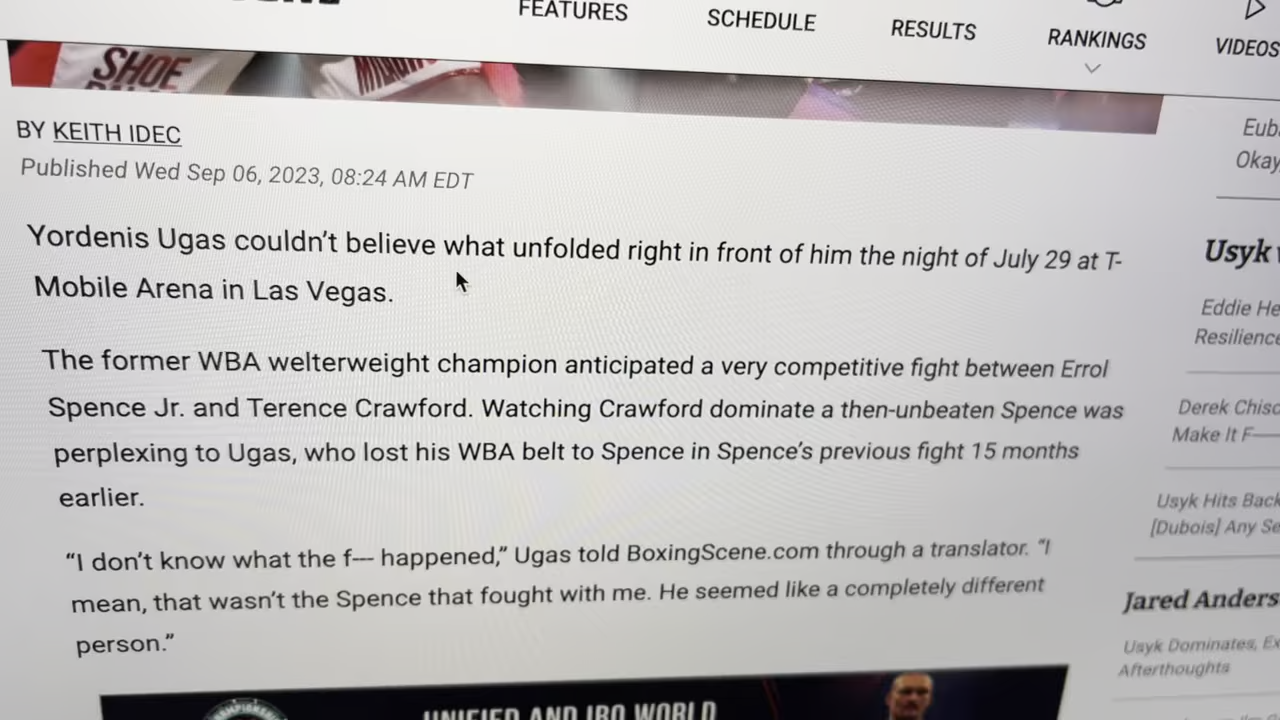 FEATURES
SCHEDULE
RESULTS
RANKINGS
VIDEOS
SHOE
BY KEITH IDEC
Published Wed Sep 06, 2023, 08:24 AM EDT
Yordenis Ugas couldn’t believe what unfolded right in front of him the night of July 29 at T-
Mobile Arena in Las Vegas.
The former WBA welterweight champion anticipated a very competitive fight between Errol
Spence Jr. and Terence Crawford. Watching Crawford dominate a then-unbeaten Spence was
perplexing to Ugas, who lost his WBA belt to Spence in Spence’s previous fight 15 months
earlier.
“I don’t know what the f–– happened,” Ugas told BoxingScene.com through a translator. “I
mean, that wasn’t the Spence that fought with me. He seemed like a completely different
person.”
UNIFIED AND IBO WORLD
Okay
Usyk
Eddie
Resilience
Derek
Make It F––
Usyk Hits Back
[Dubois] Any
Jared
Usyk Dominates,
Afterthoughts